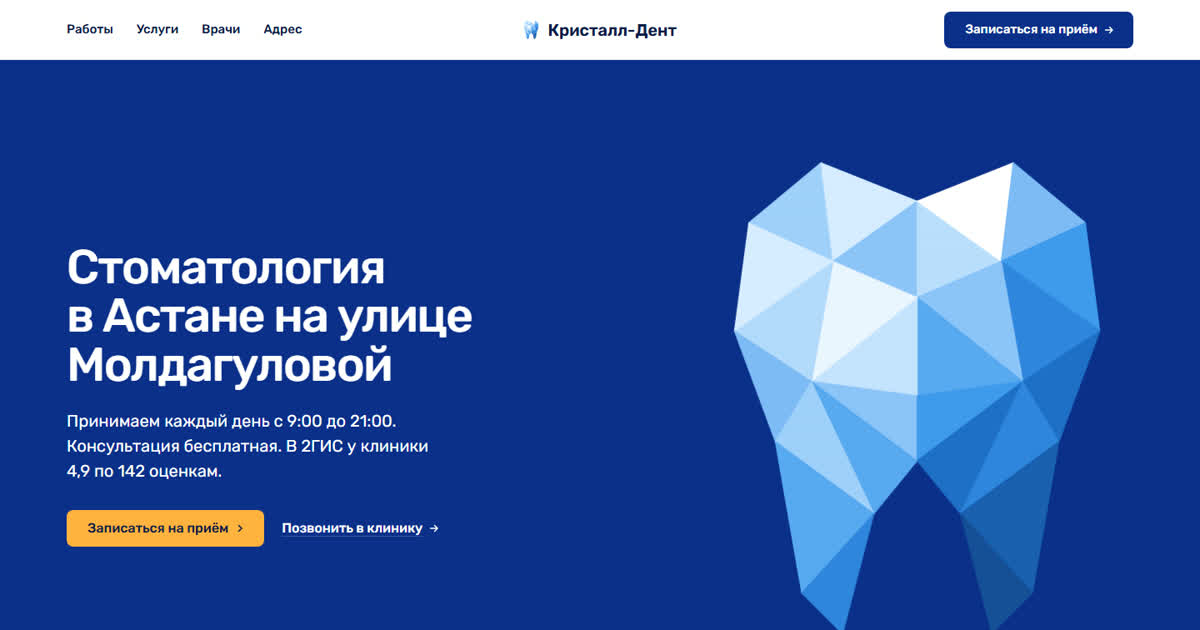 Работы
Услуги
Врачи
Адрес
Кристалл-Дент
Записаться на приём →
Стоматология
в Астане на улице
Молдагуловой
Принимаем каждый день с 9:00 до 21:00.
Консультация бесплатная. В 2ГИС у клиники
4,9 по 142 оценкам.
Записаться на приём ›
Позвонить в клинику →